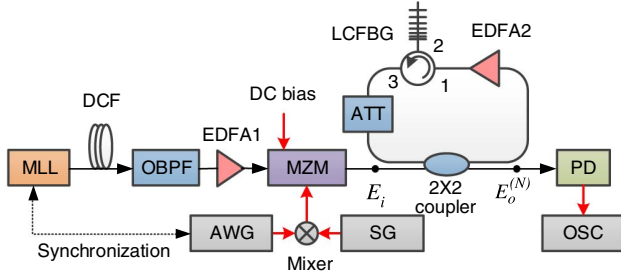 LCFBG
2
EDFA2
3
1
DCF
DC bias
ATT
EDFA1
MLL
OBPF
MZM
PD
E_i
2X2
coupler
E_o^{(N)}
AWG
SG
OSC
Synchronization
Mixer